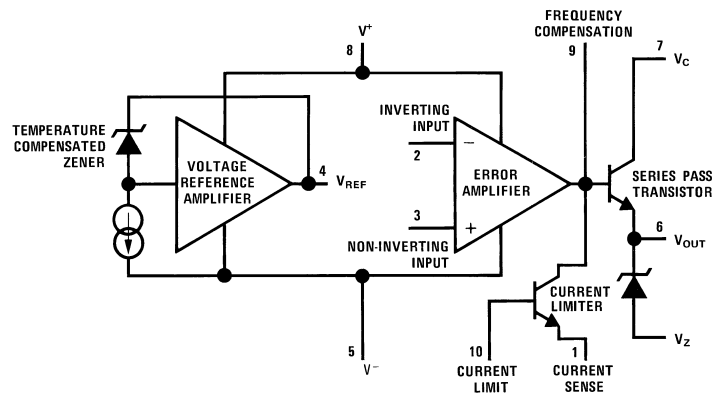 FREQUENCY
COMPENSATION
9
V+
8
7
VC
TEMPERATURE
COMPENSATED
ZENER
VOLTAGE
REFERENCE
AMPLIFIER
4
VREF
INVERTING
INPUT
2
−
ERROR
AMPLIFIER
3
+
NON-INVERTING
INPUT
SERIES PASS
TRANSISTOR
6
VOUT
CURRENT
LIMITER
VZ
5
V−
10
CURRENT
LIMIT
1
CURRENT
SENSE